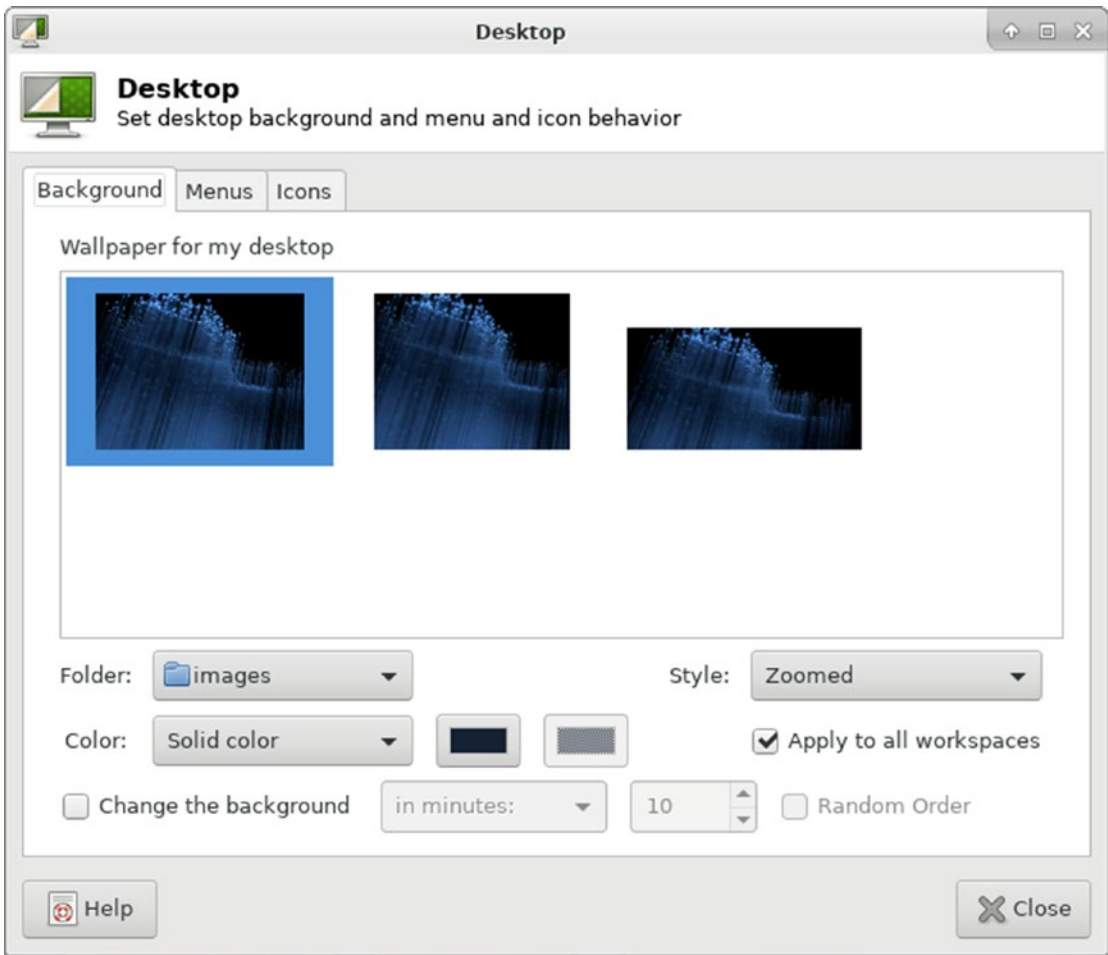 Desktop
Desktop
Set desktop background and menu and icon behavior
Background Menus Icons
Wallpaper for my desktop
Folder: images Style: Zoomed
Color: Solid color Apply to all workspaces
Change the background in minutes: 10 Random Order
Help Close